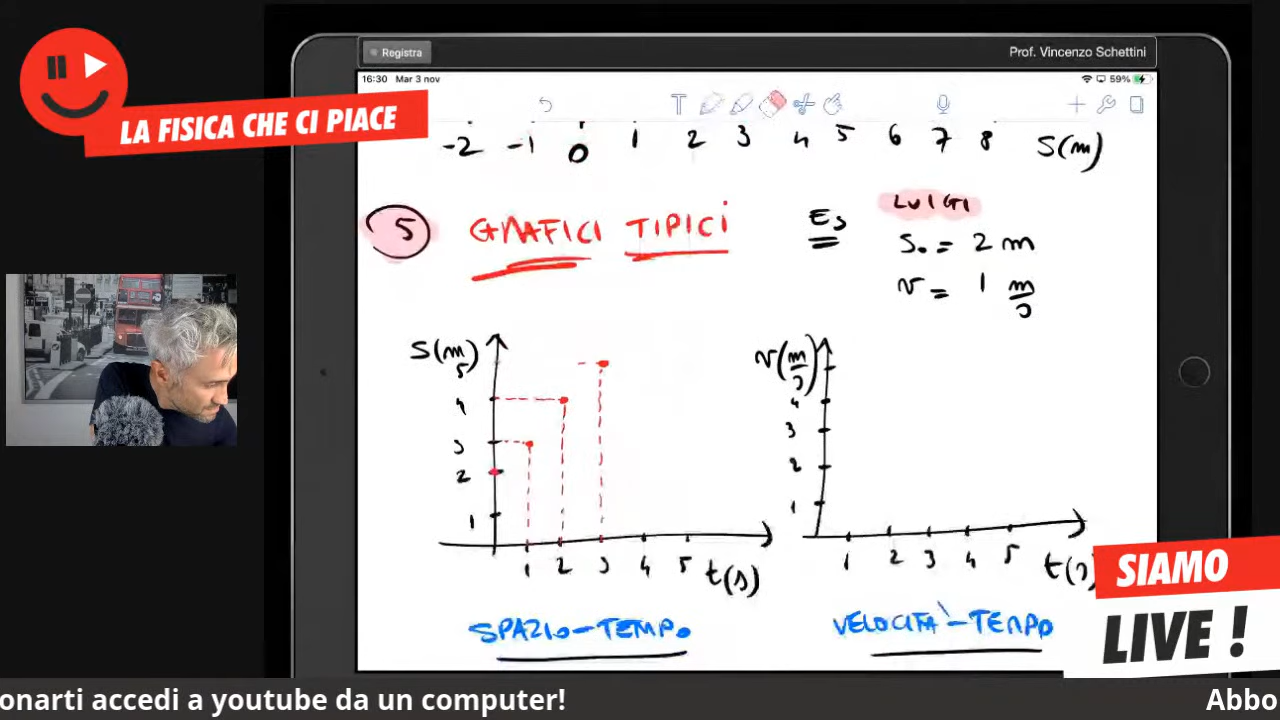 Registra
Prof. Vincenzo Schettini
16:30 Mar 3 nov
59%
LA FISICA CHE CI PIACE
T
-2 -1 0 1 2 3 4 5 6 7 8 S(m)
5 GRAFICI TIPICI
Es LUIGI
S₀ = 2 m
v = 1 m/s
S(m)
5
4
3
2
1
1 2 3 4 5 t(s)
SPAZIO-TEMPO
v(m/s)
4
3
2
1
1 2 3 4 5 t(s)
VELOCITÀ-TEMPO
SIAMO
LIVE !
onarti accedi a youtube da un computer! Abbo